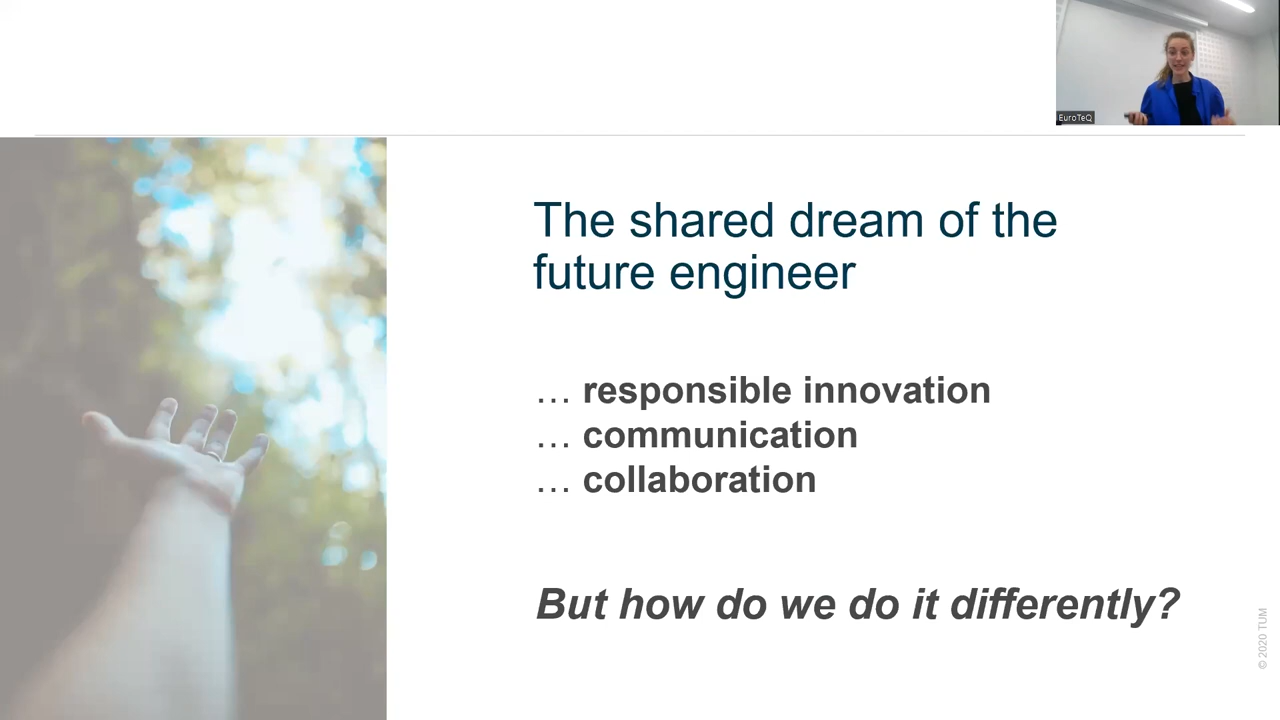 EuroTeQ
The shared dream of the
future engineer
… responsible innovation
… communication
… collaboration
But how do we do it differently?
© 2020 TUM